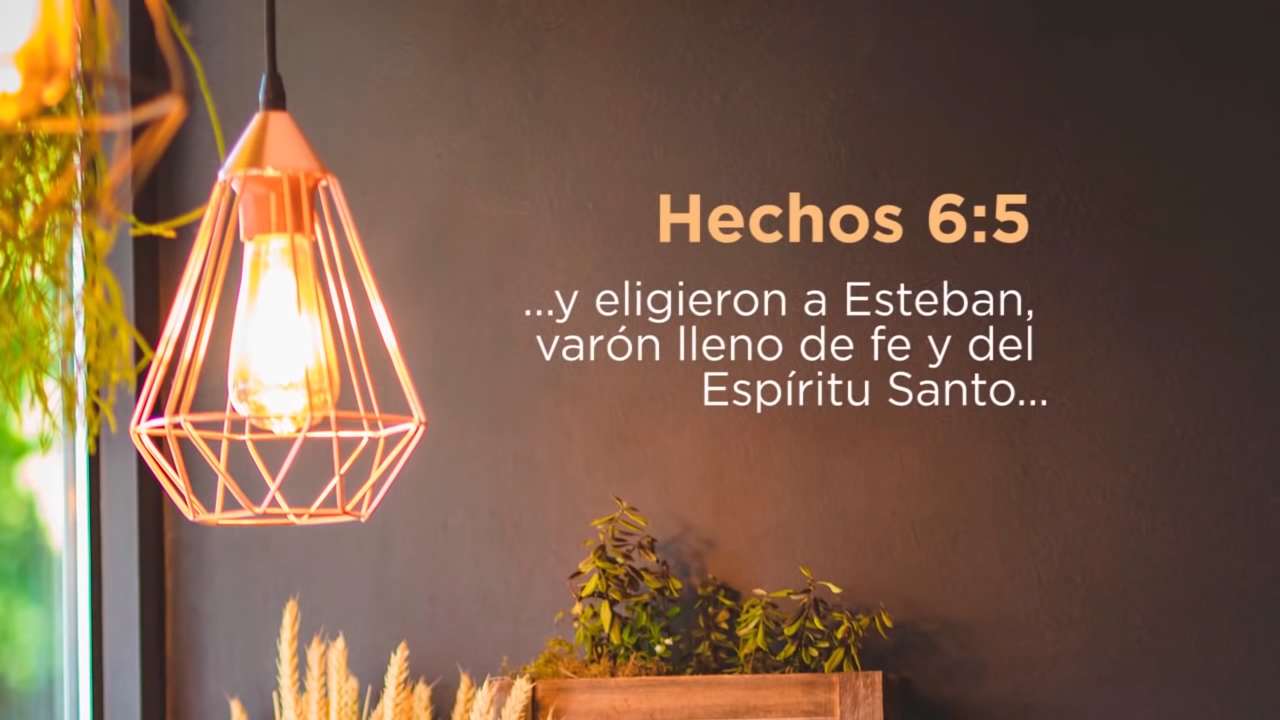 Hechos 6:5
...y eligieron a Esteban,
varón lleno de fe y del
Espíritu Santo...